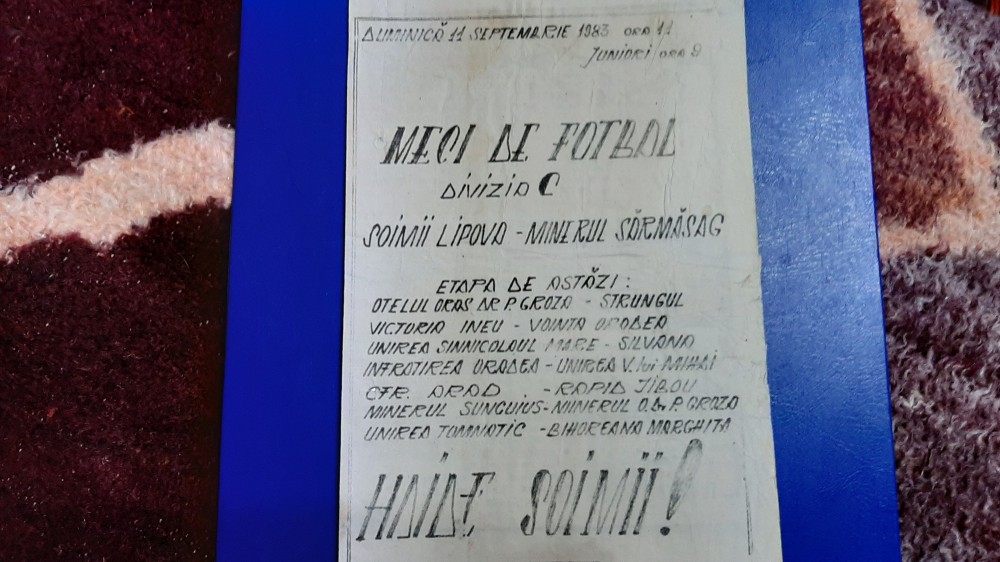 DUMINICĂ 11 SEPTEMBRIE 1983 ORA 11
JUNIORI ORA 9
MECI DE FOTBAL
DIVIZIA C
SOIMII LIPOVA - MINERUL SĂRMĂSAG
ETAPA DE ASTĂZI :
OTELUL ORAS DR. P. GROZA - STRUNGUL
VICTORIA INEU - VOINTA ORADEA
UNIREA SINNICOLAUL MARE - SILVANIA
INFRATIREA ORADEA - UNIREA V. lui MIHAI
CFR. ARAD - RAPID JIBOU
MINERUL SUNCUIUS - MINERUL O. Dr. P. GROZA
UNIREA TOMNATIC - BIHOREANA MARGHITA
HAIDE SOIMII!